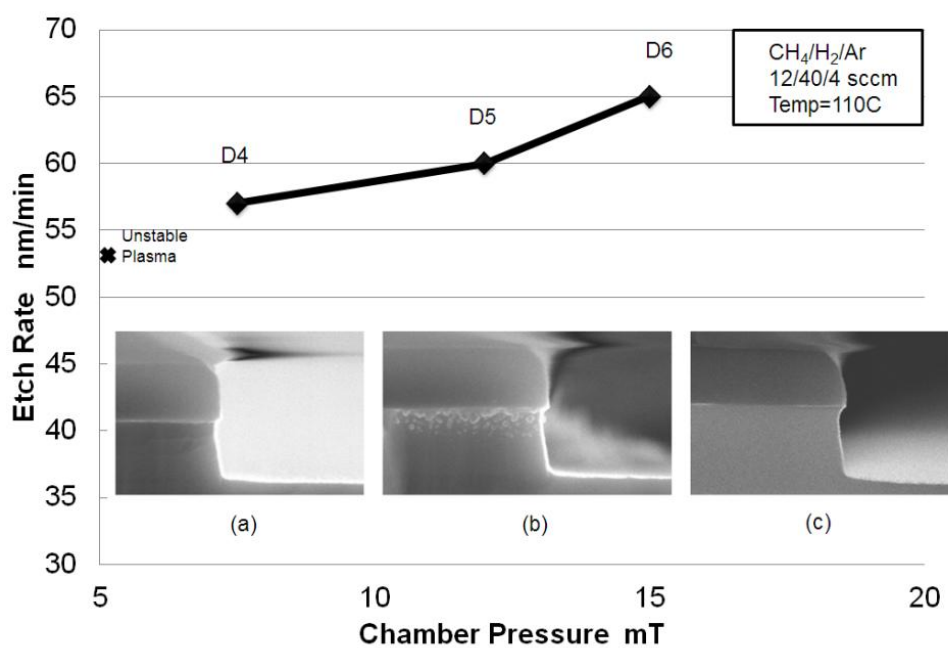 70
65
60
55
50
45
40
35
30
Etch Rate nm/min
D4
D5
D6
CH₄/H₂/Ar
12/40/4 sccm
Temp=110C
Unstable
Plasma
(a)
(b)
(c)
5
10
15
20
Chamber Pressure mT